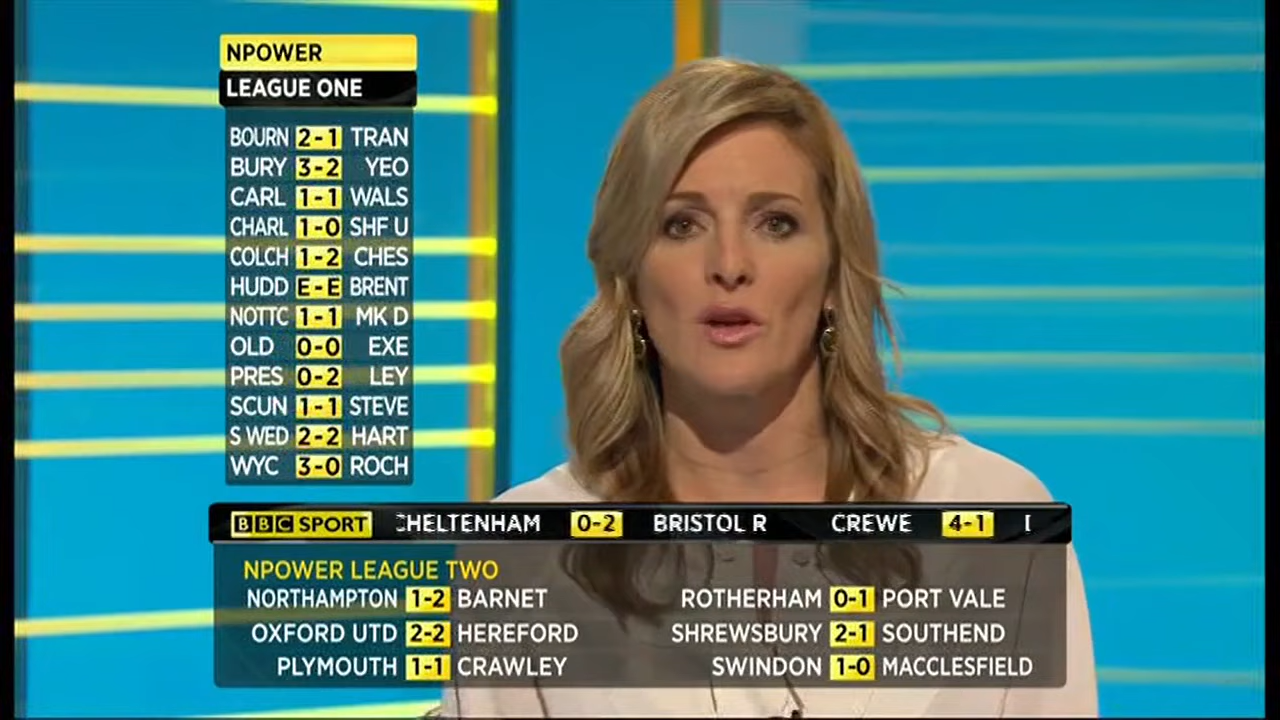 NPOWER
LEAGUE ONE
BOURN 2-1 TRAN
BURY 3-2 YEO
CARL 1-1 WALS
CHARL 1-0 SHF U
COLCH 1-2 CHES
HUDD E-E BRENT
NOTTC 1-1 MK D
OLD 0-0 EXE
PRES 0-2 LEY
SCUN 1-1 STEVE
S WED 2-2 HART
WYC 3-0 ROCH
BBC SPORT CHELTENHAM 0-2 BRISTOL R CREWE 4-1
NPOWER LEAGUE TWO
NORTHAMPTON 1-2 BARNET ROTHERHAM 0-1 PORT VALE
OXFORD UTD 2-2 HEREFORD SHREWSBURY 2-1 SOUTHEND
PLYMOUTH 1-1 CRAWLEY SWINDON 1-0 MACCLESFIELD